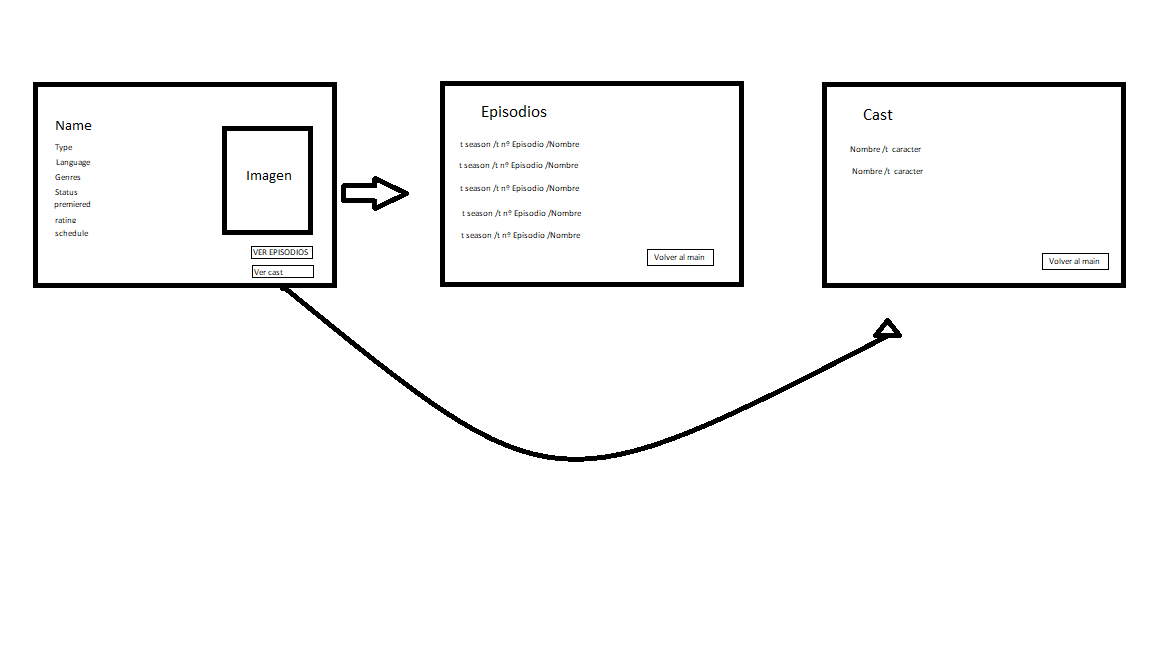 Name
Type
Language
Genres
Status
premiered
rating
schedule
Imagen
VER EPISODIOS
Ver cast
Episodios
t season /t nº Episodio /Nombre
t season /t nº Episodio /Nombre
t season /t nº Episodio /Nombre
t season /t nº Episodio /Nombre
t season /t nº Episodio /Nombre
Volver al main
Cast
Nombre /t caracter
Nombre /t caracter
Volver al main